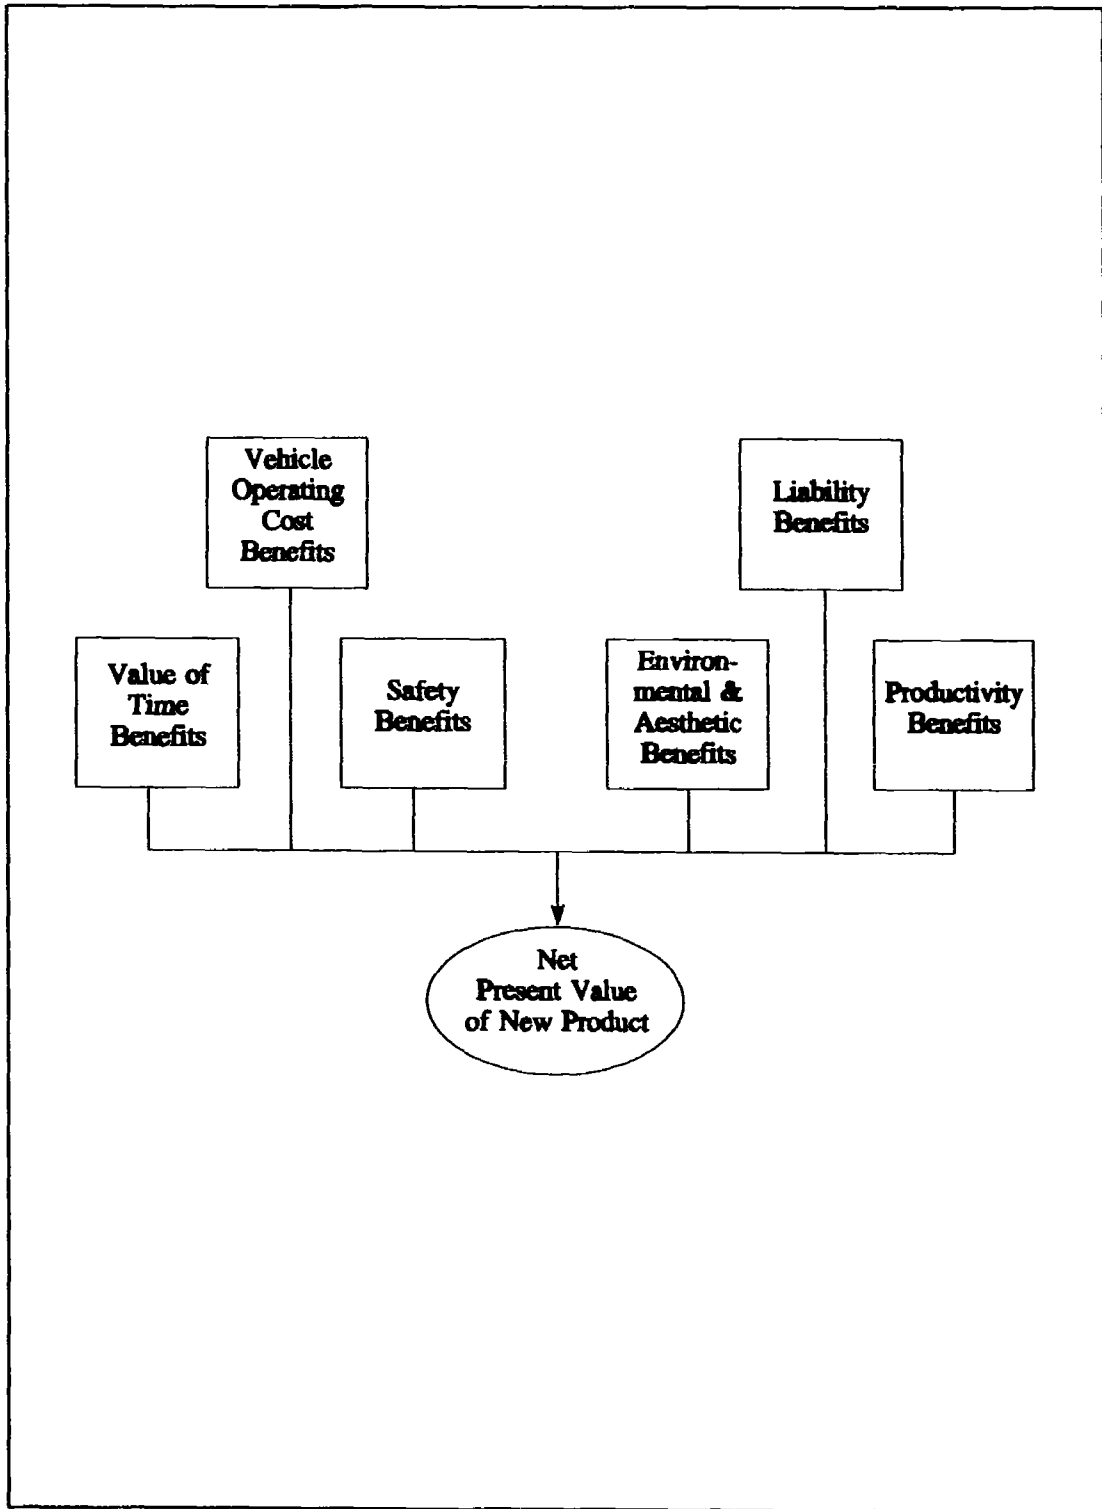 Vehicle
Operating
Cost
Benefits
Liability
Benefits
Value of
Time
Benefits
Safety
Benefits
Environ-
mental &
Aesthetic
Benefits
Productivity
Benefits
Net
Present Value
of New Product